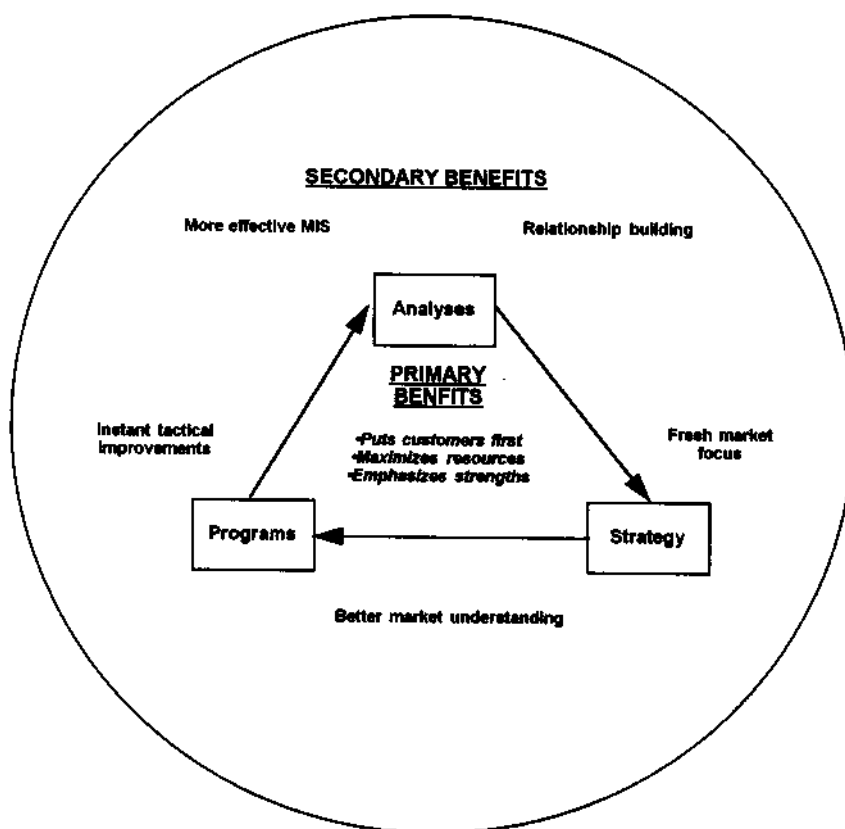 SECONDARY BENEFITS
More effective MIS
Relationship building
Analyses
PRIMARY
BENFITS
•Puts customers first
•Maximizes resources
•Emphasizes strengths
Instant tactical
improvements
Fresh market
focus
Programs
Strategy
Better market understanding